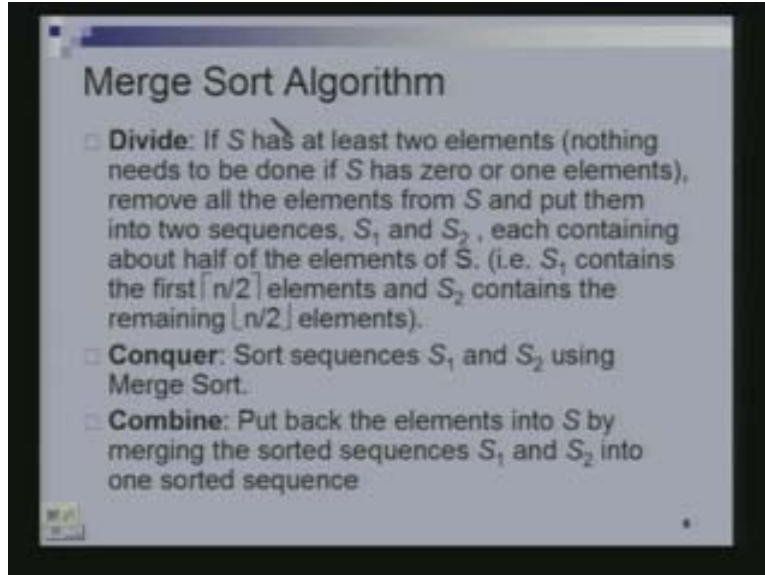 Merge Sort Algorithm
Divide: If S has at least two elements (nothing
needs to be done if S has zero or one elements),
remove all the elements from S and put them
into two sequences, S₁ and S₂ , each containing
about half of the elements of S. (i.e. S₁ contains
the first ⌈n/2⌉ elements and S₂ contains the
remaining ⌊n/2⌋ elements).
Conquer: Sort sequences S₁ and S₂ using
Merge Sort.
Combine: Put back the elements into S by
merging the sorted sequences S₁ and S₂ into
one sorted sequence